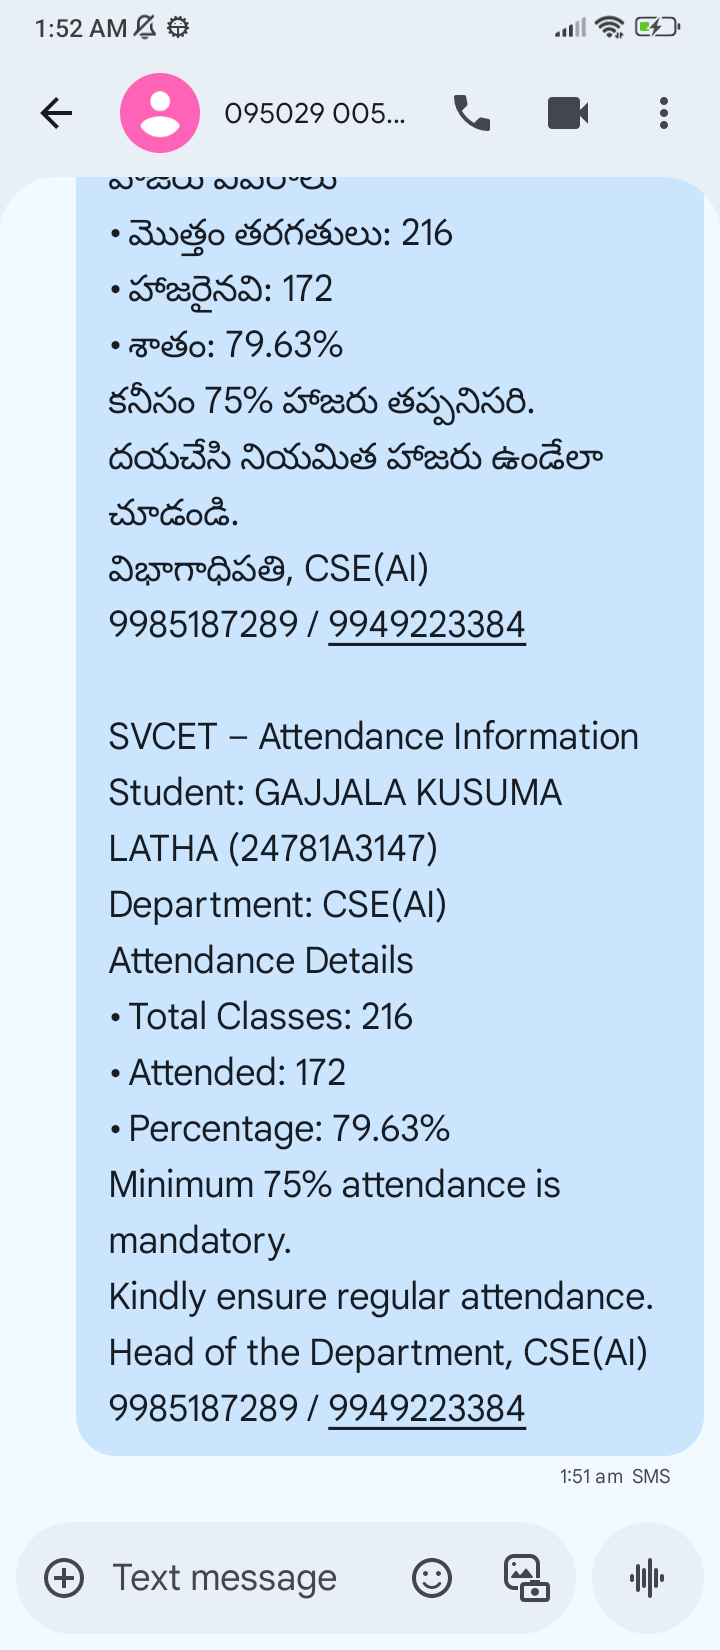 1:52 AM
095029 005...
హాజరు వివరాలు
• మొత్తం తరగతులు: 216
• హాజరైనవి: 172
• శాతం: 79.63%
కనీసం 75% హాజరు తప్పనిసరి.
దయచేసి నియమిత హాజరు ఉండేలా
చూడండి.
విభాగాధిపతి, CSE(AI)
9985187289 / 9949223384
SVCET – Attendance Information
Student: GAJJALA KUSUMA
LATHA (24781A3147)
Department: CSE(AI)
Attendance Details
• Total Classes: 216
• Attended: 172
• Percentage: 79.63%
Minimum 75% attendance is
mandatory.
Kindly ensure regular attendance.
Head of the Department, CSE(AI)
9985187289 / 9949223384
1:51 am SMS
Text message